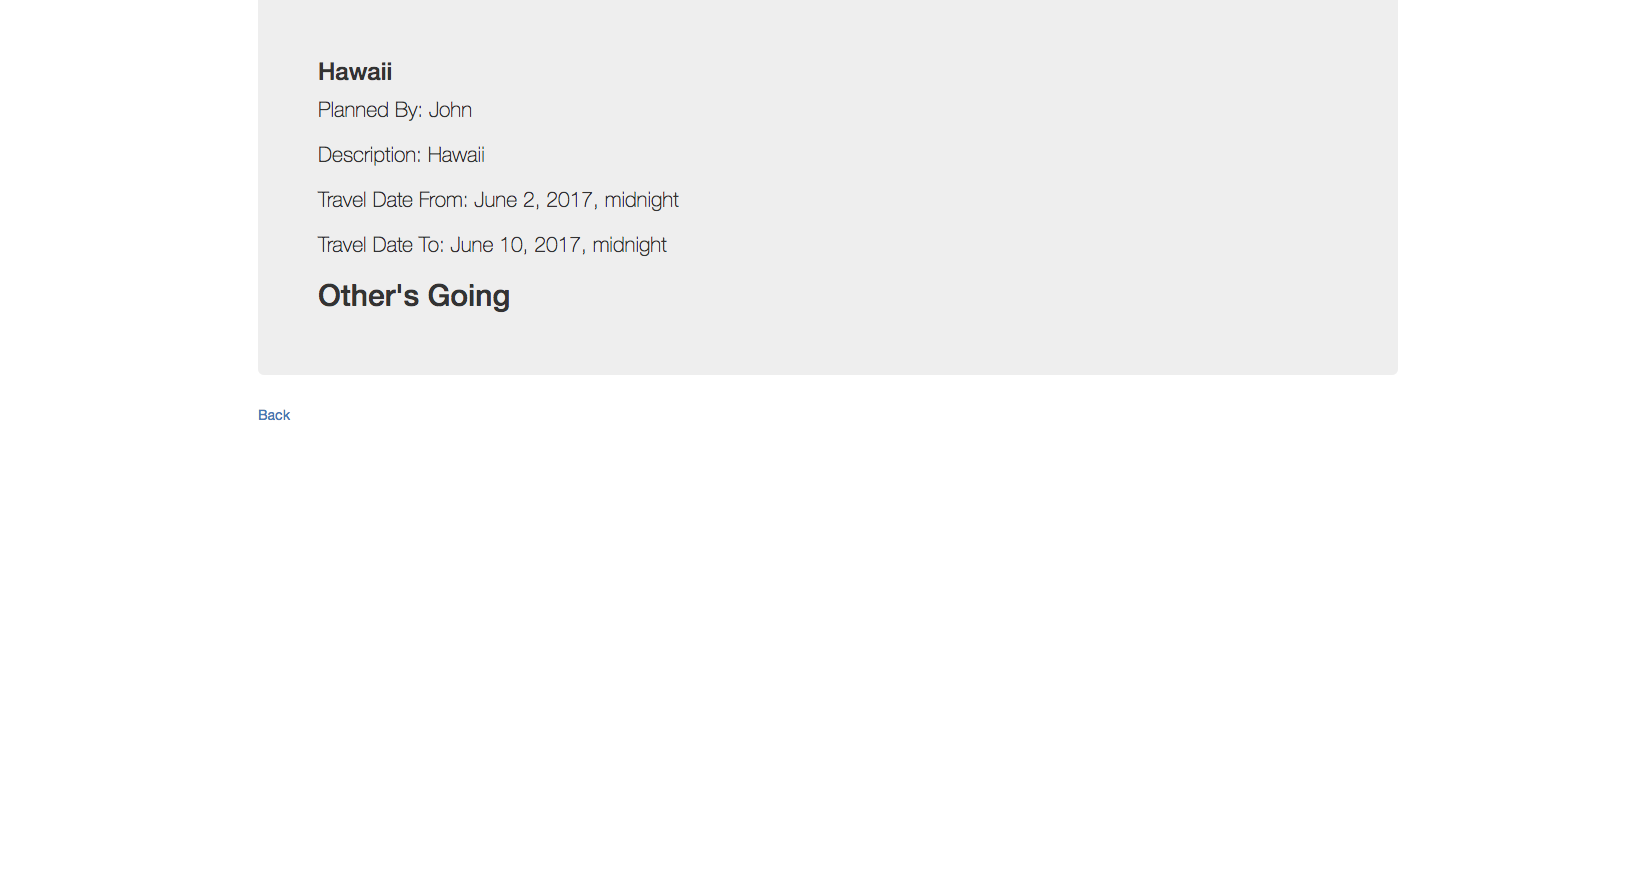 Hawaii
Planned By: John
Description: Hawaii
Travel Date From: June 2, 2017, midnight
Travel Date To: June 10, 2017, midnight
Other's Going
Back